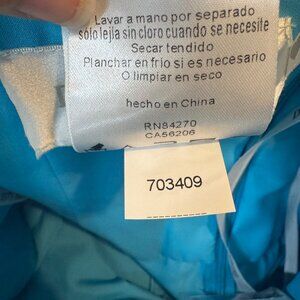 Lavar a mano por separado
sólo lejía sin cloro cuando se necesite
Secar tendido
Planchar en frío si es necesario
O limpiar en seco
hecho en China
RN84270
CA56206
703409